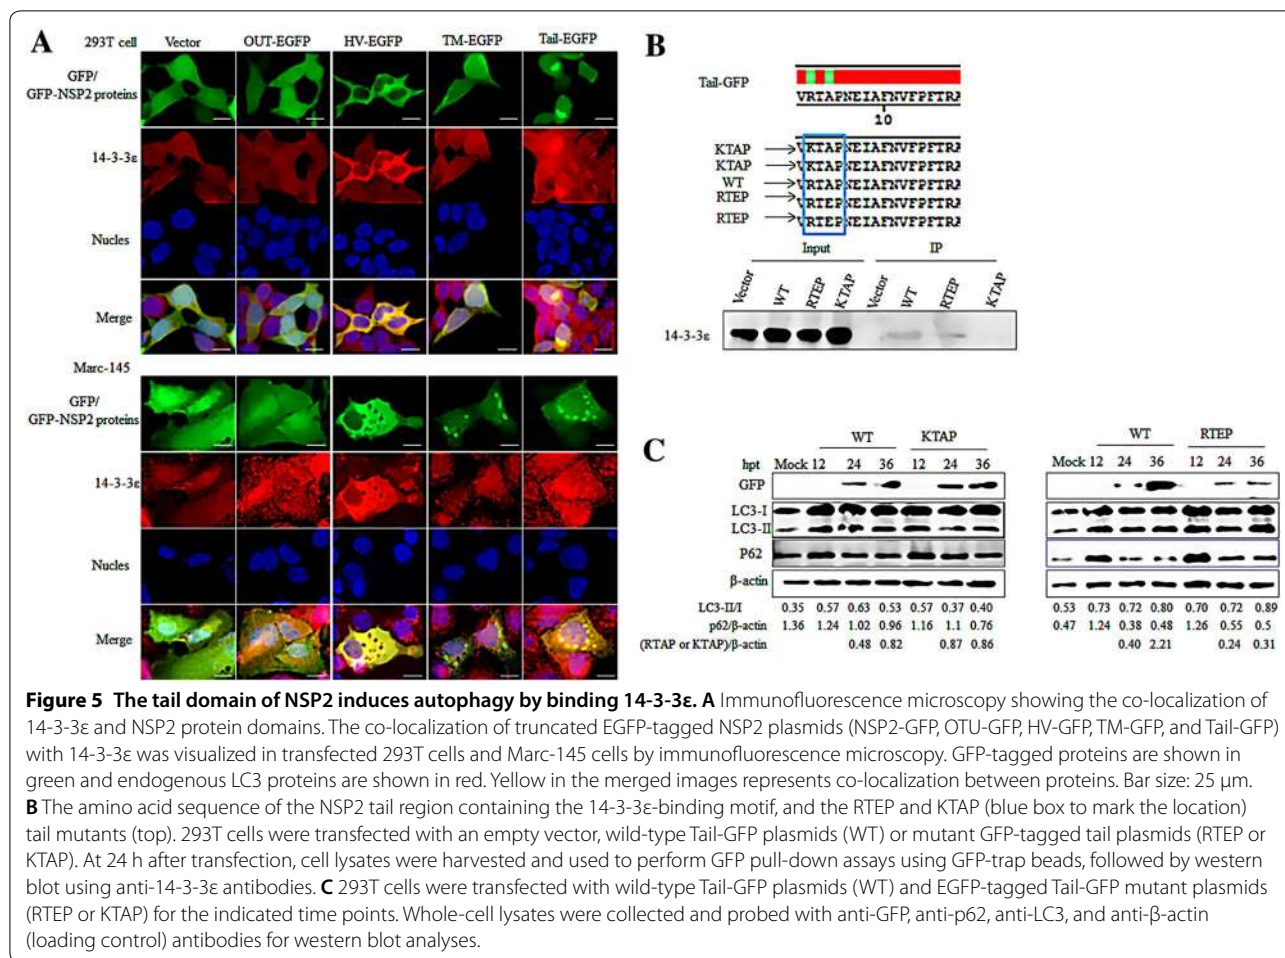 A
293T cell Vector OUT-EGFP HV-EGFP TM-EGFP Tail-EGFP
GFP/
GFP-NSP2 proteins
14-3-3ε
Nucles
Merge
Marc-145
GFP/
GFP-NSP2 proteins
14-3-3ε
Nucles
Merge
B
Tail-GFP
VRTAPNEIAFNVFPFTRA
10
KTAP VKTAPNEIAFNVFPFTRA
KTAP VKTAPNEIAFNVFPFTRA
WT VRTAPNEIAFNVFPFTRA
RTEP VRTEPNEIAFNVFPFTRA
RTEP VRTEPNEIAFNVFPFTRA
Input IP
Vector WT RTEP KTAP Vector WT RTEP KTAP
14-3-3ε
C
WT KTAP WT RTEP
hpt Mock 12 24 36 12 24 36 Mock 12 24 36 12 24 36
GFP
LC3-I
LC3-II
P62
β-actin
LC3-II/I 0.35 0.57 0.63 0.53 0.57 0.37 0.40 0.53 0.73 0.72 0.80 0.70 0.72 0.89
p62/β-actin 1.36 1.24 1.02 0.96 1.16 1.1 0.76 0.47 1.24 0.38 0.48 1.26 0.55 0.5
(RTAP or KTAP)/β-actin 0.48 0.82 0.87 0.86 0.40 2.21 0.24 0.31
Figure 5 The tail domain of NSP2 induces autophagy by binding 14-3-3ε. A Immunofluorescence microscopy showing the co-localization of
14-3-3ε and NSP2 protein domains. The co-localization of truncated EGFP-tagged NSP2 plasmids (NSP2-GFP, OTU-GFP, HV-GFP, TM-GFP, and Tail-GFP)
with 14-3-3ε was visualized in transfected 293T cells and Marc-145 cells by immunofluorescence microscopy. GFP-tagged proteins are shown in
green and endogenous LC3 proteins are shown in red. Yellow in the merged images represents co-localization between proteins. Bar size: 25 μm.
B The amino acid sequence of the NSP2 tail region containing the 14-3-3ε-binding motif, and the RTEP and KTAP (blue box to mark the location)
tail mutants (top). 293T cells were transfected with an empty vector, wild-type Tail-GFP plasmids (WT) or mutant GFP-tagged tail plasmids (RTEP or
KTAP). At 24 h after transfection, cell lysates were harvested and used to perform GFP pull-down assays using GFP-trap beads, followed by western
blot using anti-14-3-3ε antibodies. C 293T cells were transfected with wild-type Tail-GFP plasmids (WT) and EGFP-tagged Tail-GFP mutant plasmids
(RTEP or KTAP) for the indicated time points. Whole-cell lysates were collected and probed with anti-GFP, anti-p62, anti-LC3, and anti-β-actin
(loading control) antibodies for western blot analyses.